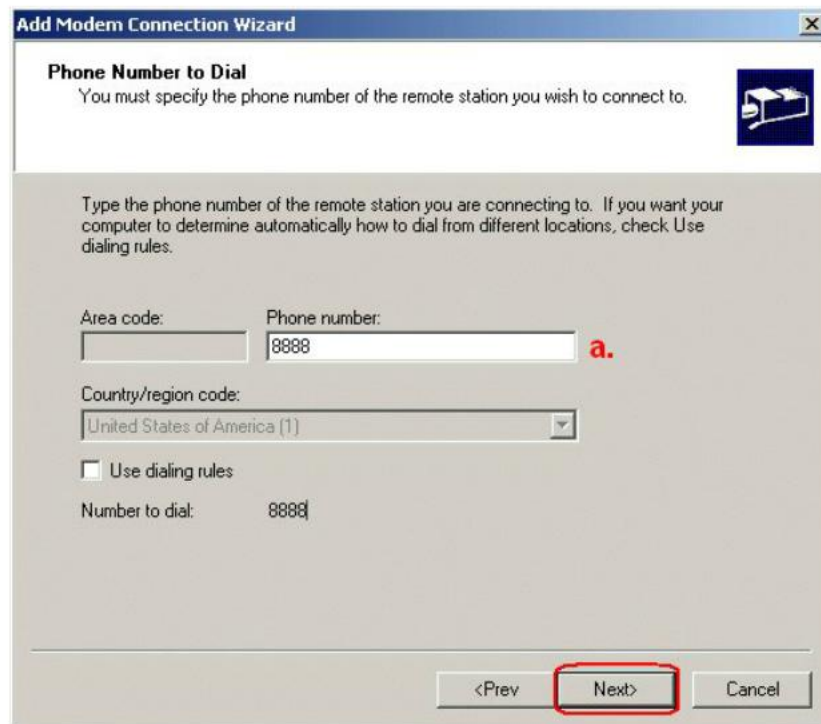 Add Modem Connection Wizard
Phone Number to Dial
You must specify the phone number of the remote station you wish to connect to.
Type the phone number of the remote station you are connecting to. If you want your
computer to determine automatically how to dial from different locations, check Use
dialing rules.
Area code: Phone number:
8888 a.
Country/region code:
United States of America (1)
Use dialing rules
Number to dial: 8888
<Prev Next> Cancel